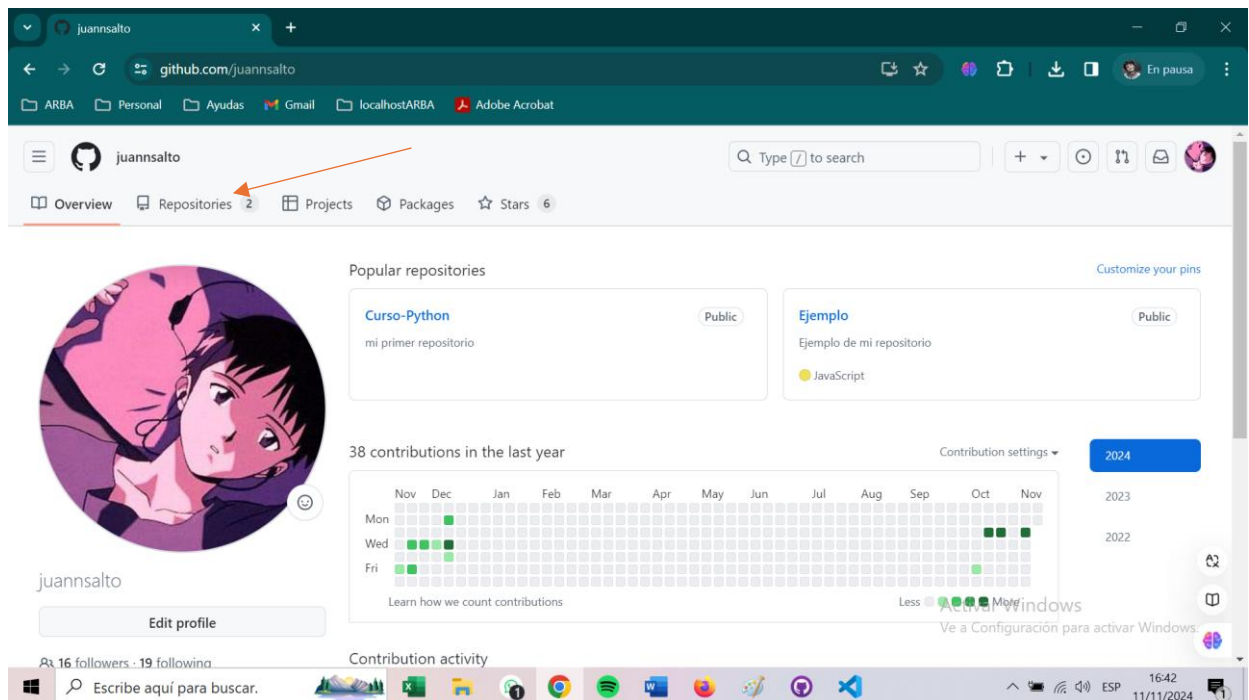 juannsalto
github.com/juannsalto
En pausa
ARBA Personal Ayudas Gmail localhostARBA Adobe Acrobat
juannsalto
Type / to search
Overview Repositories 2 Projects Packages Stars 6
Popular repositories
Customize your pins
Curso-Python Public
mi primer repositorio
Ejemplo Public
Ejemplo de mi repositorio
JavaScript
38 contributions in the last year
Contribution settings
2024
2023
2022
Nov Dec Jan Feb Mar Apr May Jun Jul Aug Sep Oct Nov
Mon
Wed
Fri
Learn how we count contributions
Less More
juannsalto
Edit profile
16 followers · 19 following
Contribution activity
Activar Windows
Ve a Configuración para activar Windows.
Escribe aquí para buscar.
ESP
16:42
11/11/2024
1